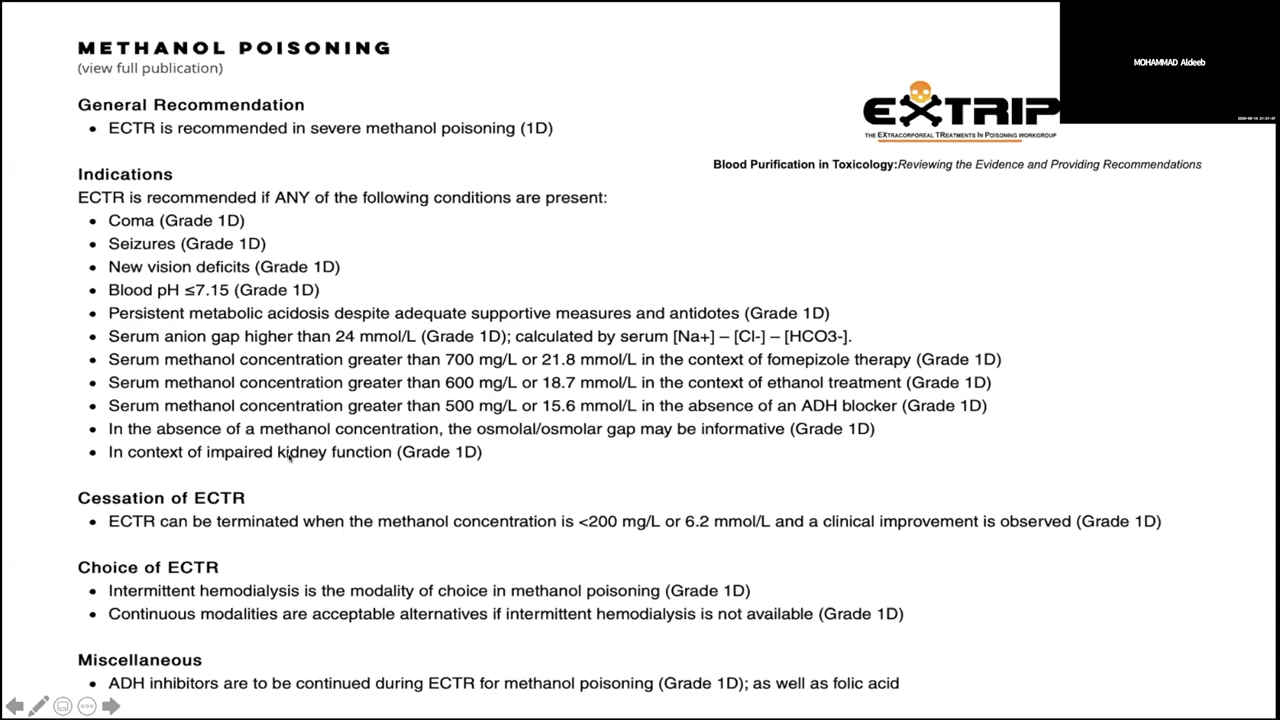 METHANOL POISONING
(view full publication)
General Recommendation
• ECTR is recommended in severe methanol poisoning (1D)
Indications
ECTR is recommended if ANY of the following conditions are present:
• Coma (Grade 1D)
• Seizures (Grade 1D)
• New vision deficits (Grade 1D)
• Blood pH ≤7.15 (Grade 1D)
• Persistent metabolic acidosis despite adequate supportive measures and antidotes (Grade 1D)
• Serum anion gap higher than 24 mmol/L (Grade 1D); calculated by serum [Na+] – [Cl-] – [HCO3-].
• Serum methanol concentration greater than 700 mg/L or 21.8 mmol/L in the context of fomepizole therapy (Grade 1D)
• Serum methanol concentration greater than 600 mg/L or 18.7 mmol/L in the context of ethanol treatment (Grade 1D)
• Serum methanol concentration greater than 500 mg/L or 15.6 mmol/L in the absence of an ADH blocker (Grade 1D)
• In the absence of a methanol concentration, the osmolal/osmolar gap may be informative (Grade 1D)
• In context of impaired kidney function (Grade 1D)
Cessation of ECTR
• ECTR can be terminated when the methanol concentration is <200 mg/L or 6.2 mmol/L and a clinical improvement is observed (Grade 1D)
Choice of ECTR
• Intermittent hemodialysis is the modality of choice in methanol poisoning (Grade 1D)
• Continuous modalities are acceptable alternatives if intermittent hemodialysis is not available (Grade 1D)
Miscellaneous
• ADH inhibitors are to be continued during ECTR for methanol poisoning (Grade 1D); as well as folic acid
EXTRIP
THE EXTRACORPOREAL TREATMENTS IN POISONING WORKGROUP
Blood Purification in Toxicology:Reviewing the Evidence and Providing Recommendations
MOHAMMAD Aldeeb